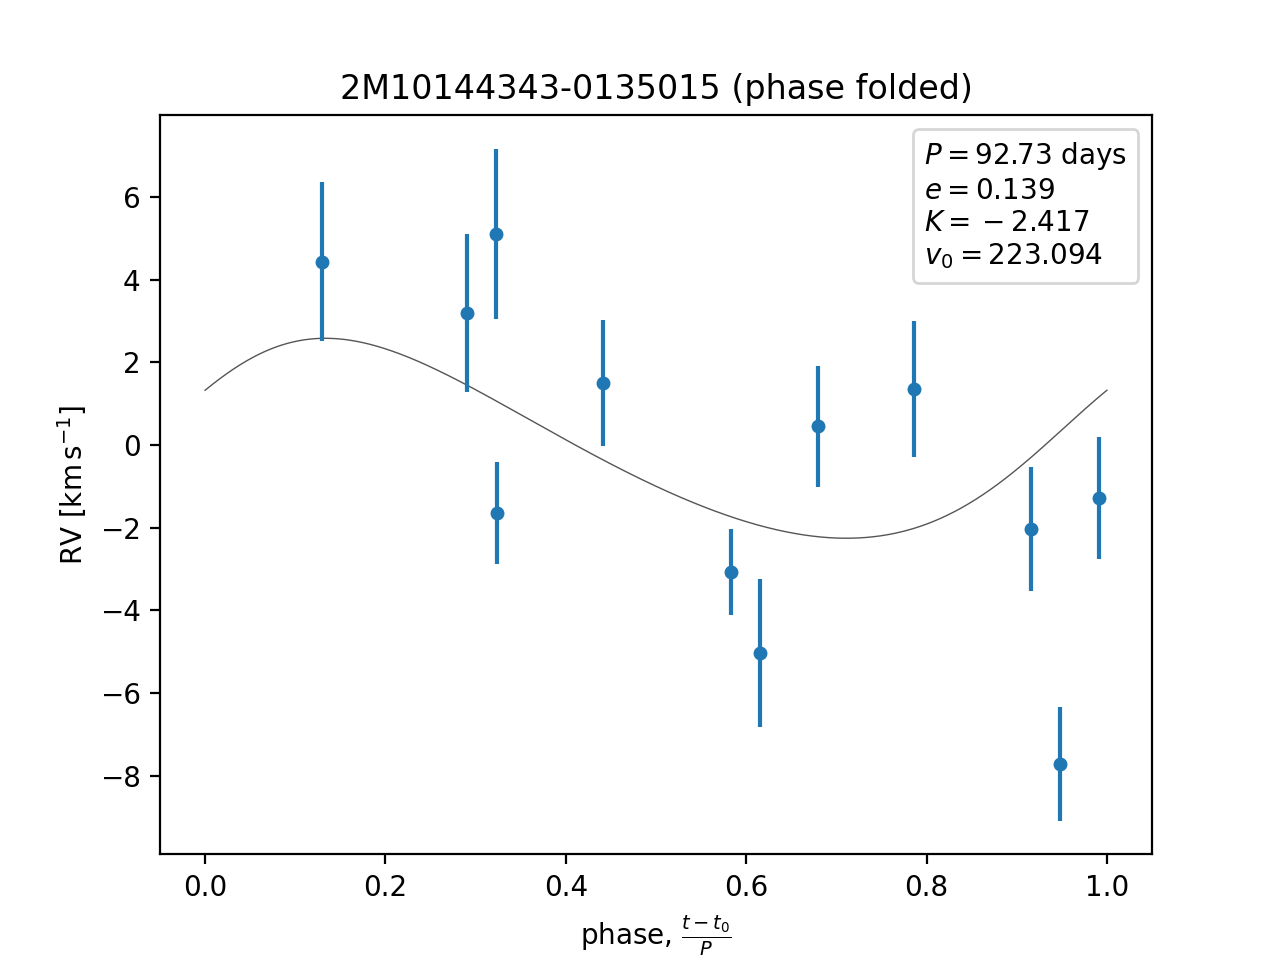 2M10144343-0135015 (phase folded)
P = 92.73 days
e = 0.139
K = −2.417
v₀ = 223.094
RV [km s⁻¹]
6
4
2
0
−2
−4
−6
−8
0.0 0.2 0.4 0.6 0.8 1.0
phase, (t − t₀)/P